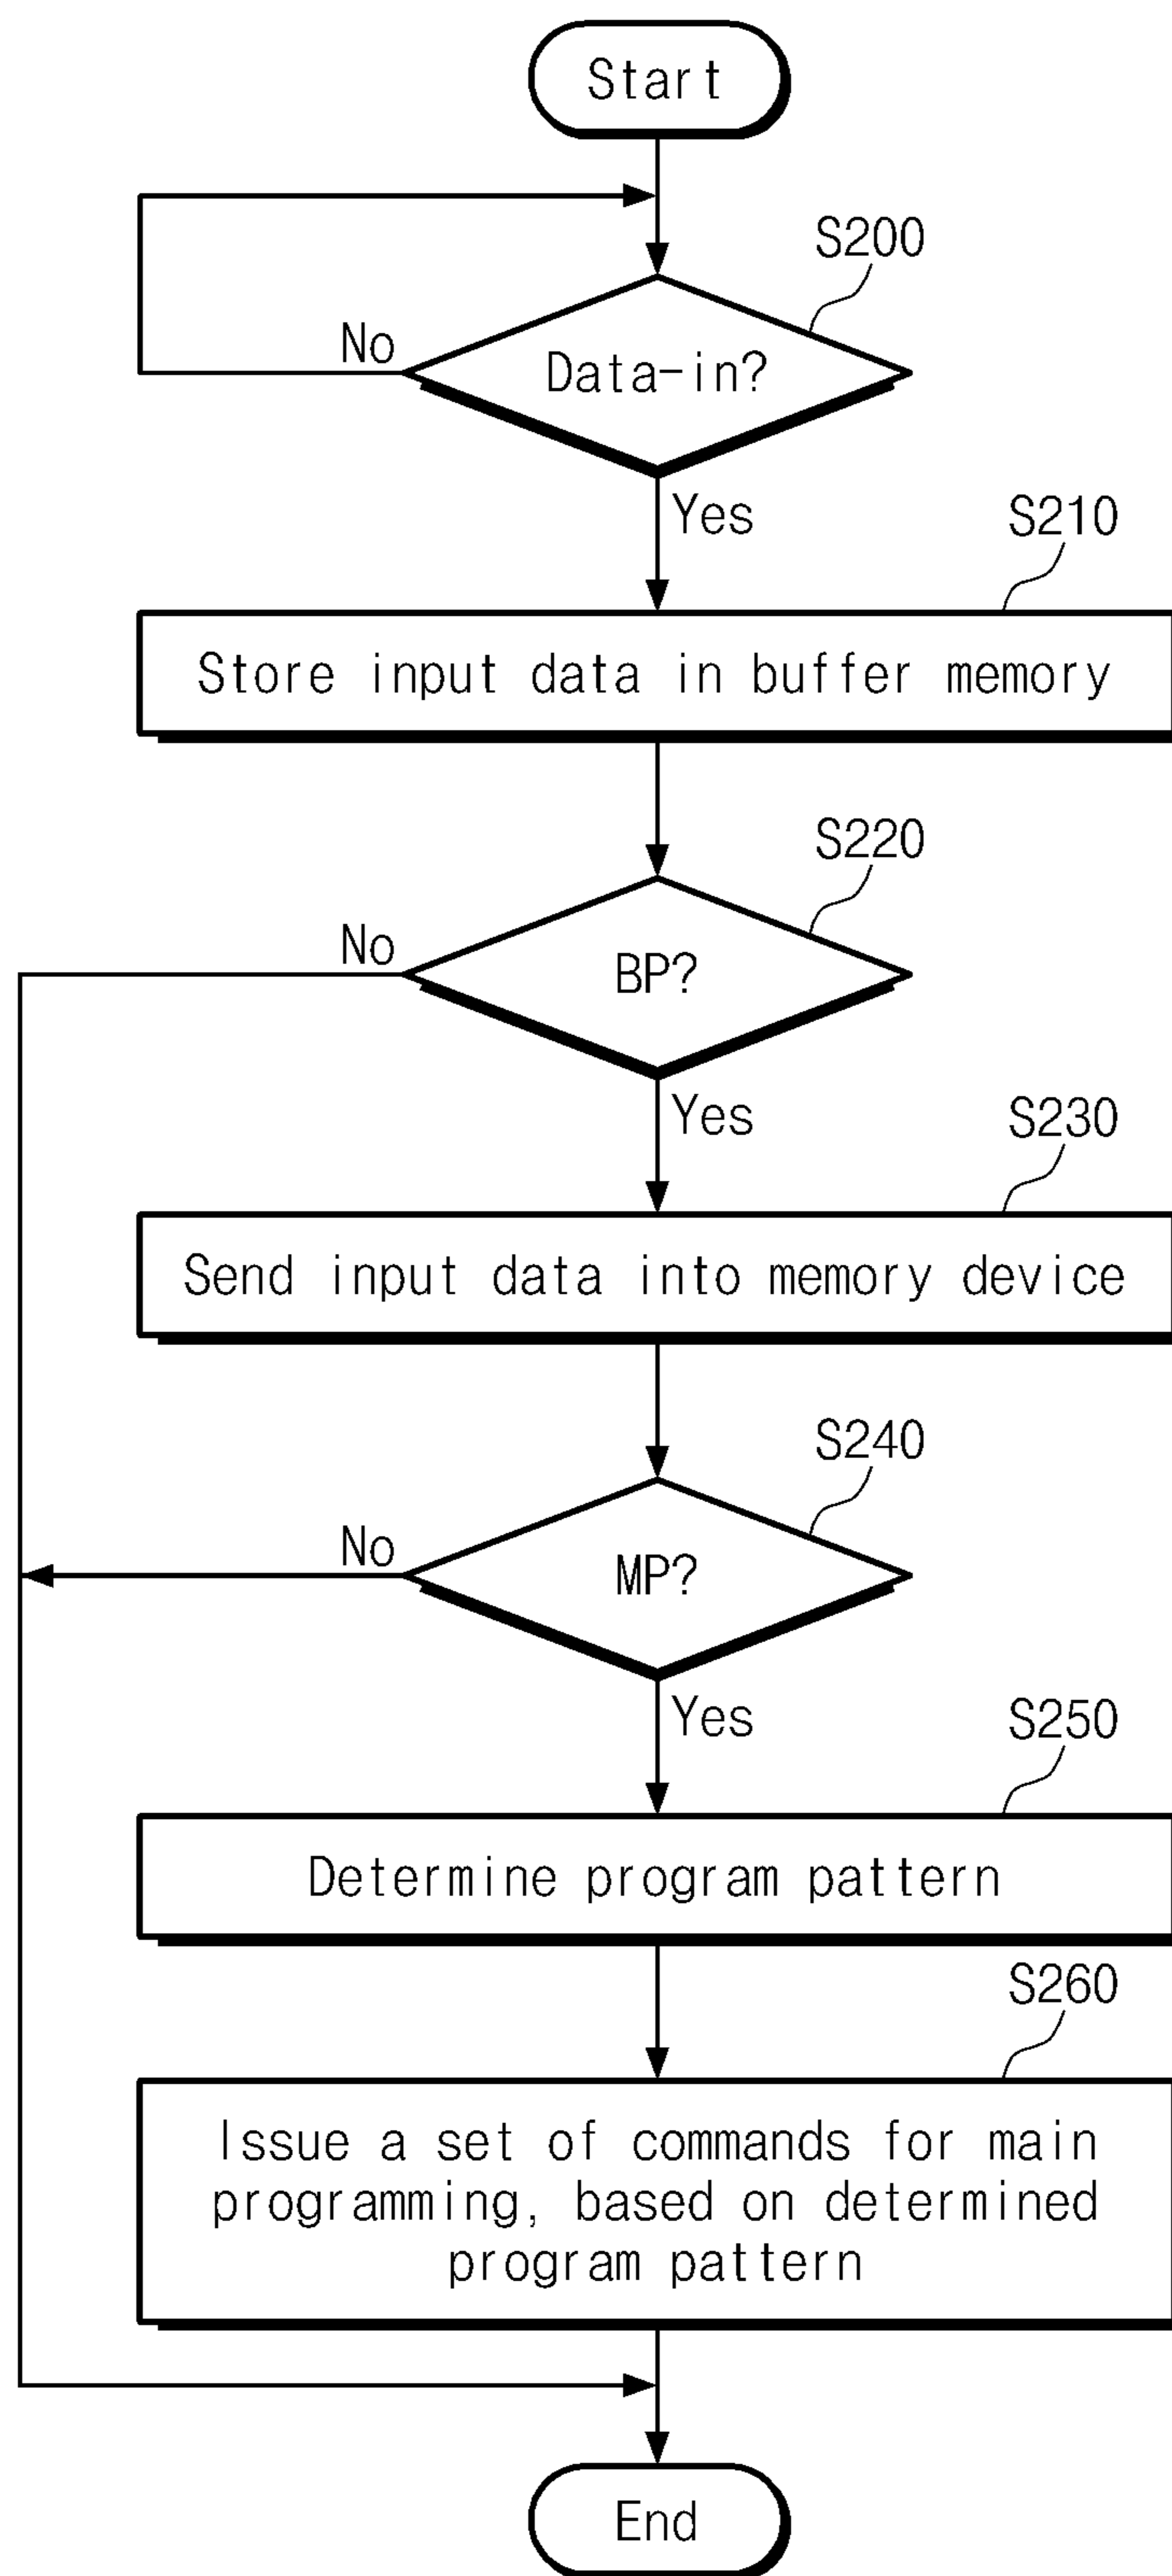 Start
S200
No
Data-in?
Yes
S210
Store input data in buffer memory
S220
No
BP?
Yes
S230
Send input data into memory device
S240
No
MP?
Yes
S250
Determine program pattern
S260
Issue a set of commands for main
programming, based on determined
program pattern
End